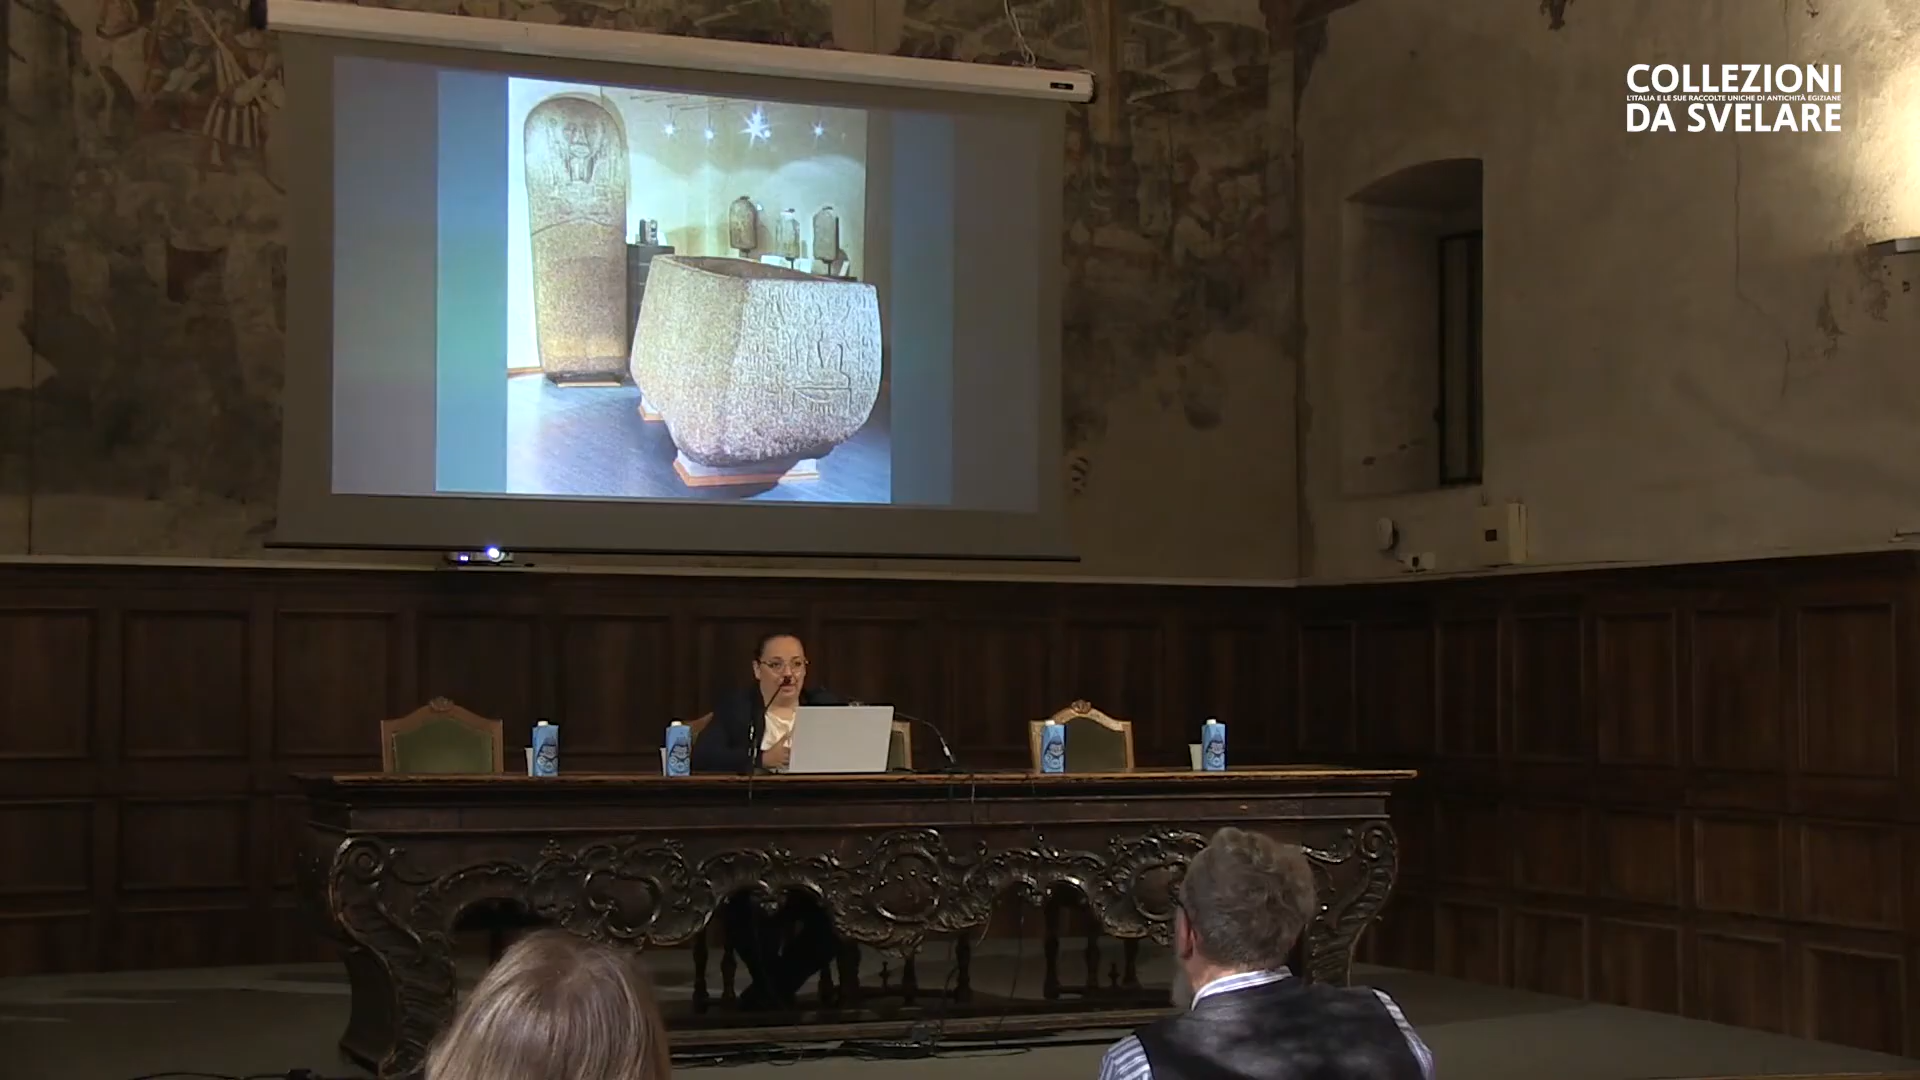 COLLEZIONI
L'ITALIA E LE SUE RACCOLTE UNICHE DI ANTICHITÀ EGIZIANE
DA SVELARE